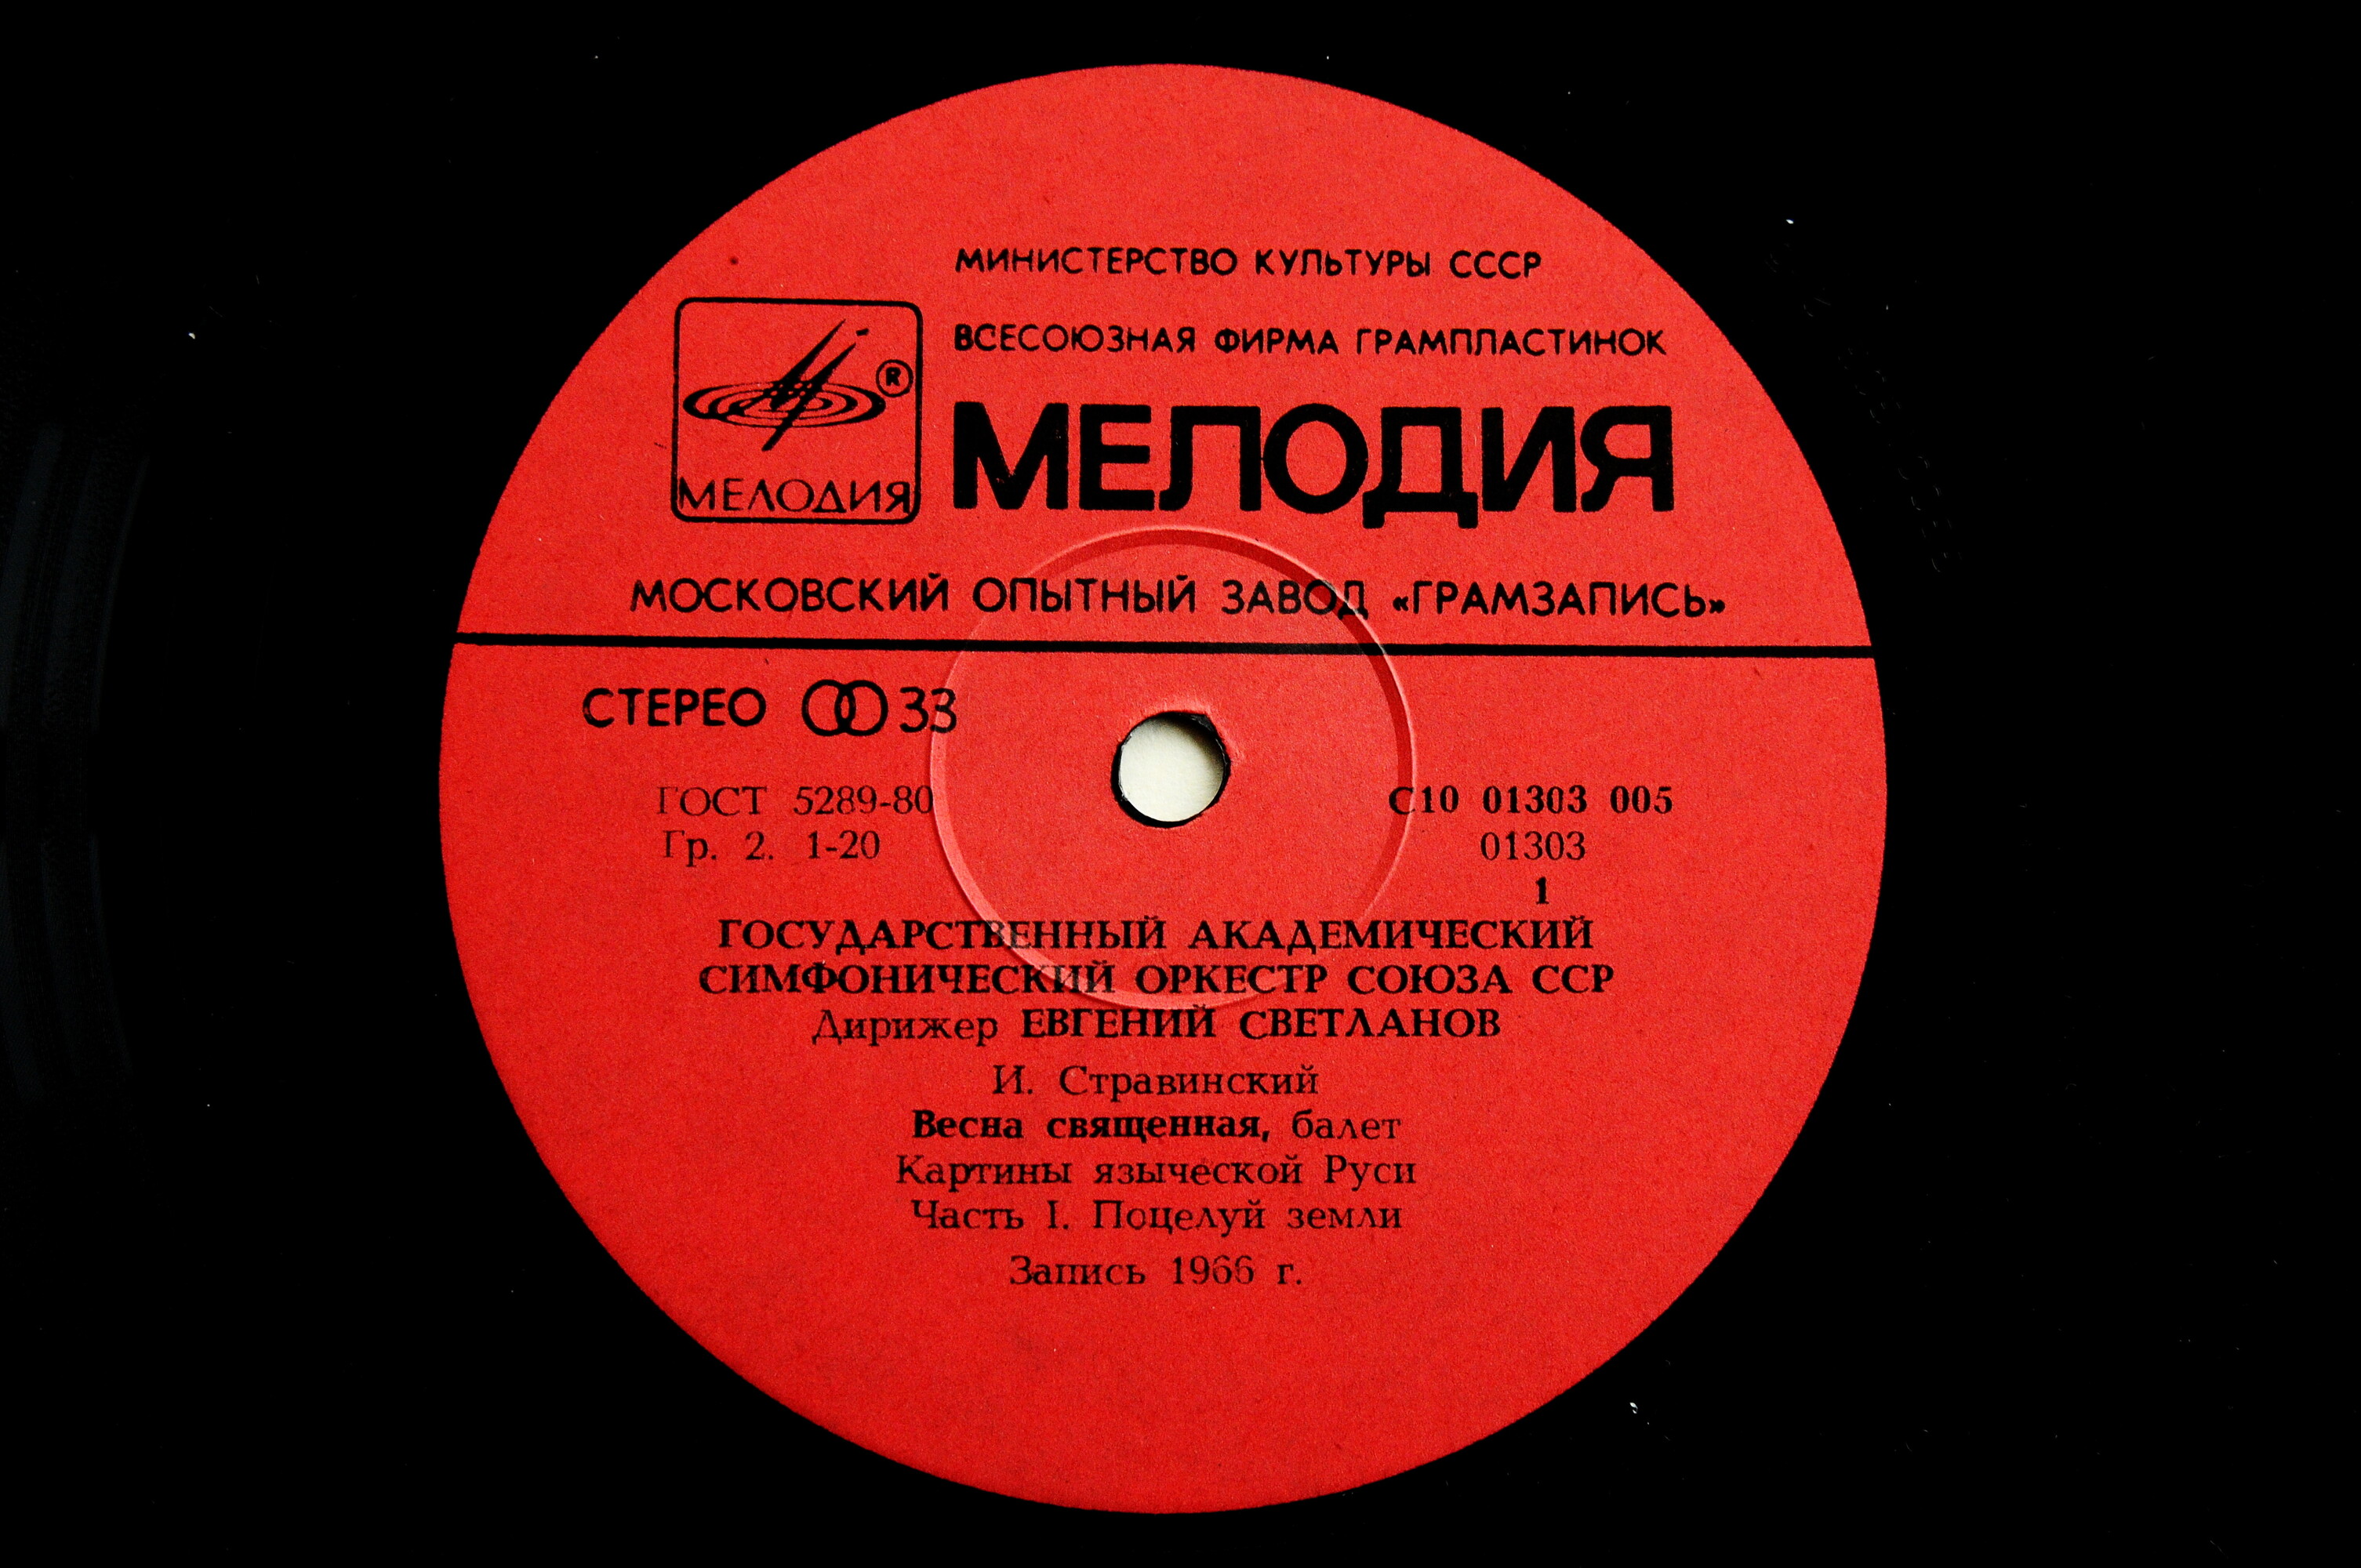 МИНИСТЕРСТВО КУЛЬТУРЫ СССР
ВСЕСОЮЗНАЯ ФИРМА ГРАМПЛАСТИНОК
®
МЕЛОДИЯ
МЕЛОДИЯ
МОСКОВСКИЙ ОПЫТНЫЙ ЗАВОД «ГРАМЗАПИСЬ»
СТЕРЕО 33
ГОСТ 5289-80
Гр. 2. 1-20
С10 01303 005
01303
1
ГОСУДАРСТВЕННЫЙ АКАДЕМИЧЕСКИЙ
СИМФОНИЧЕСКИЙ ОРКЕСТР СОЮЗА ССР
Дирижер ЕВГЕНИЙ СВЕТЛАНОВ
И. Стравинский
Весна священная, балет
Картины языческой Руси
Часть I. Поцелуй земли
Запись 1966 г.